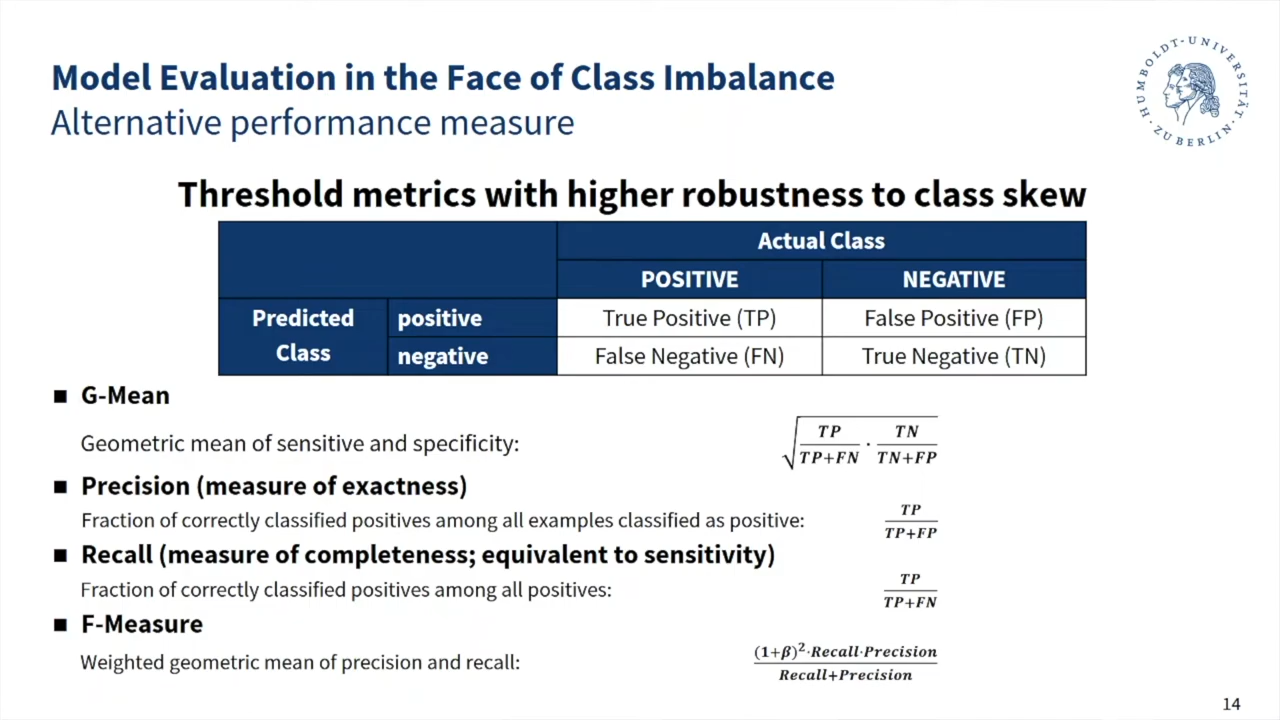 Model Evaluation in the Face of Class Imbalance
Alternative performance measure
HUMBOLDT-UNIVERSITÄT · ZU BERLIN ·
Threshold metrics with higher robustness to class skew
Actual Class
POSITIVE NEGATIVE
Predicted Class
positive True Positive (TP) False Positive (FP)
negative False Negative (FN) True Negative (TN)
■ G-Mean
Geometric mean of sensitive and specificity: √(TP/(TP+FN) · TN/(TN+FP))
■ Precision (measure of exactness)
Fraction of correctly classified positives among all examples classified as positive: TP/(TP+FP)
■ Recall (measure of completeness; equivalent to sensitivity)
Fraction of correctly classified positives among all positives: TP/(TP+FN)
■ F-Measure
Weighted geometric mean of precision and recall: ((1+β)²·Recall·Precision)/(Recall+Precision)
14